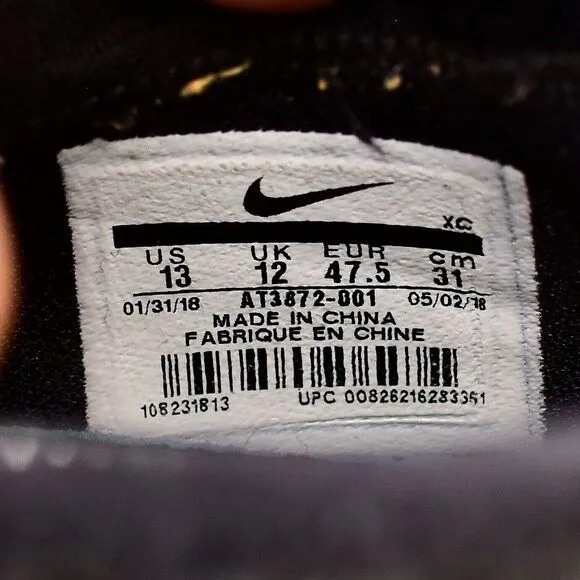 XC
US UK EUR cm
13 12 47.5 31
01/31/18 AT3872-001 05/02/18
MADE IN CHINA
FABRIQUE EN CHINE
108231813 UPC 00826216283361